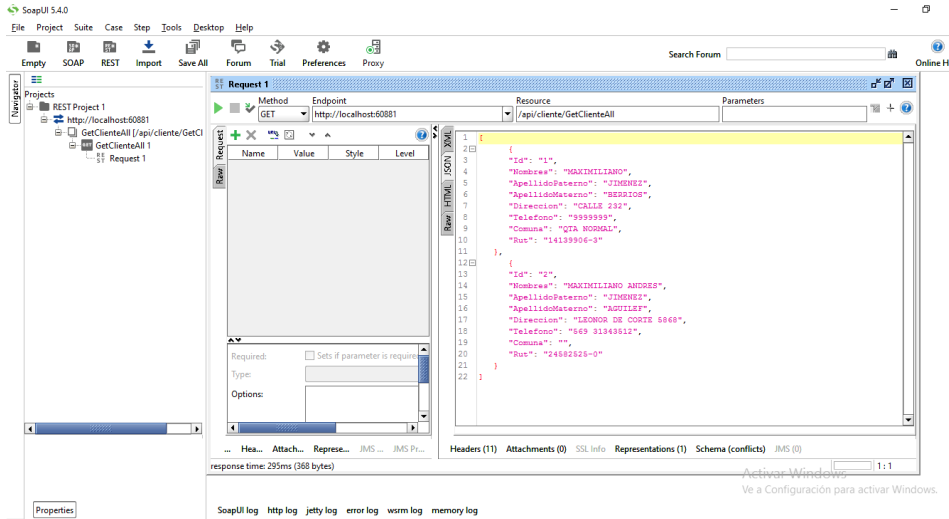 SoapUI 5.4.0
File Project Suite Case Step Tools Desktop Help
Empty SOAP REST Import Save All Forum Trial Preferences Proxy
Search Forum
Online H
Navigator
Projects
REST Project 1
http://localhost:60881
GetClienteAll [/api/cliente/GetCl
GetClienteAll 1
Request 1
Request 1
Method Endpoint Resource Parameters
GET http://localhost:60881 /api/cliente/GetClienteAll
Request
Raw
Name Value Style Level
Required: Sets if parameter is require
Type:
Options:
XML
JSON
HTML
Raw
1 [
2 {
3 "Id": "1",
4 "Nombres": "MAXIMILIANO",
5 "ApellidoPaterno": "JIMENEZ",
6 "ApellidoMaterno": "BERRIOS",
7 "Direccion": "CALLE 232",
8 "Telefono": "9999999",
9 "Comuna": "QTA NORMAL",
10 "Rut": "14139906-3"
11 },
12 {
13 "Id": "2",
14 "Nombres": "MAXIMILIANO ANDRES",
15 "ApellidoPaterno": "JIMENEZ",
16 "ApellidoMaterno": "AGUILEF",
17 "Direccion": "LEONOR DE CORTE 5868",
18 "Telefono": "569 31343512",
19 "Comuna": "",
20 "Rut": "24582525-0"
21 }
22 ]
... Hea... Attach... Represe... JMS ... JMS Pr...
Headers (11) Attachments (0) SSL Info Representations (1) Schema (conflicts) JMS (0)
response time: 295ms (368 bytes)
1 : 1
Activar Windows
Ve a Configuración para activar Windows.
Properties
SoapUI log http log jetty log error log wsrm log memory log